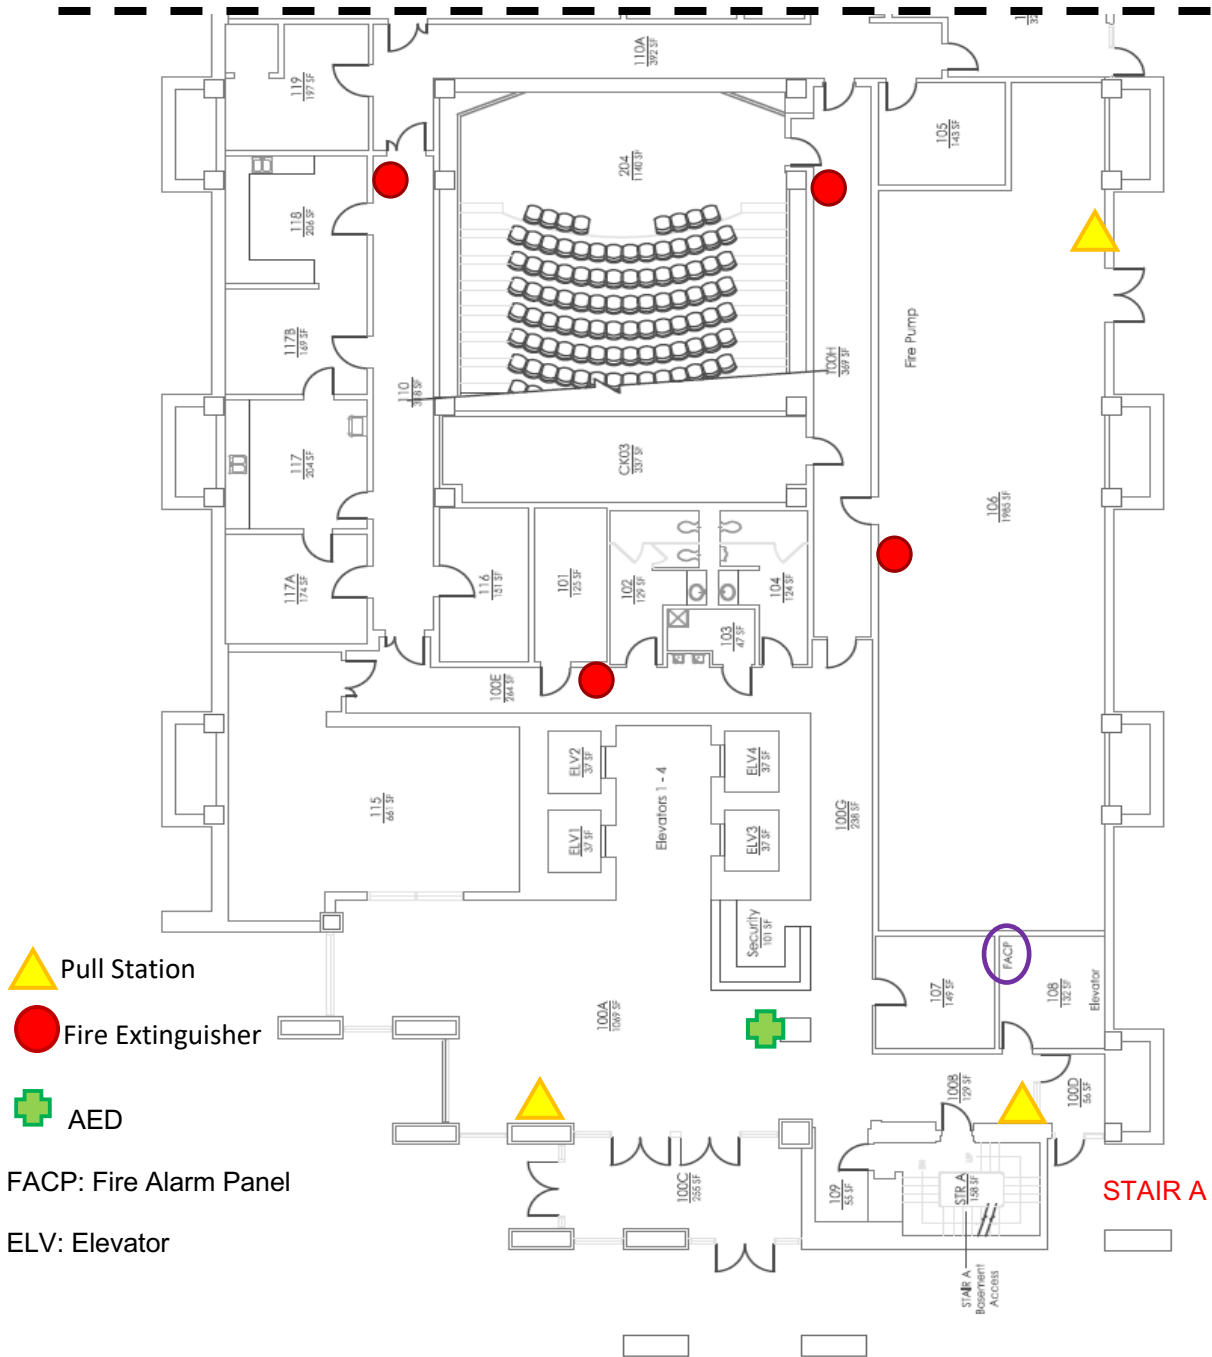 110A
392 SF
119
197 SF
105
143 SF
204
1140 SF
118
206 SF
117B
169 SF
Fire Pump
110
318 SF
100H
369 SF
117
204 SF
CK03
337 SF
106
1985 SF
117A
174 SF
116
151 SF
101
125 SF
102
129 SF
104
124 SF
103
47 SF
100E
264 SF
ELV2
37 SF
ELV4
37 SF
Elevators 1 - 4
115
661 SF
ELV1
37 SF
ELV3
37 SF
100G
238 SF
Security
101 SF
FACP
107
149 SF
108
132 SF
Elevator
Pull Station
100A
1069 SF
Fire Extinguisher
100B
129 SF
100D
56 SF
AED
UP
FACP: Fire Alarm Panel
100C
255 SF
109
55 SF
STR A
158 SF
STAIR A
ELV: Elevator
STAIR A
Basement
Access